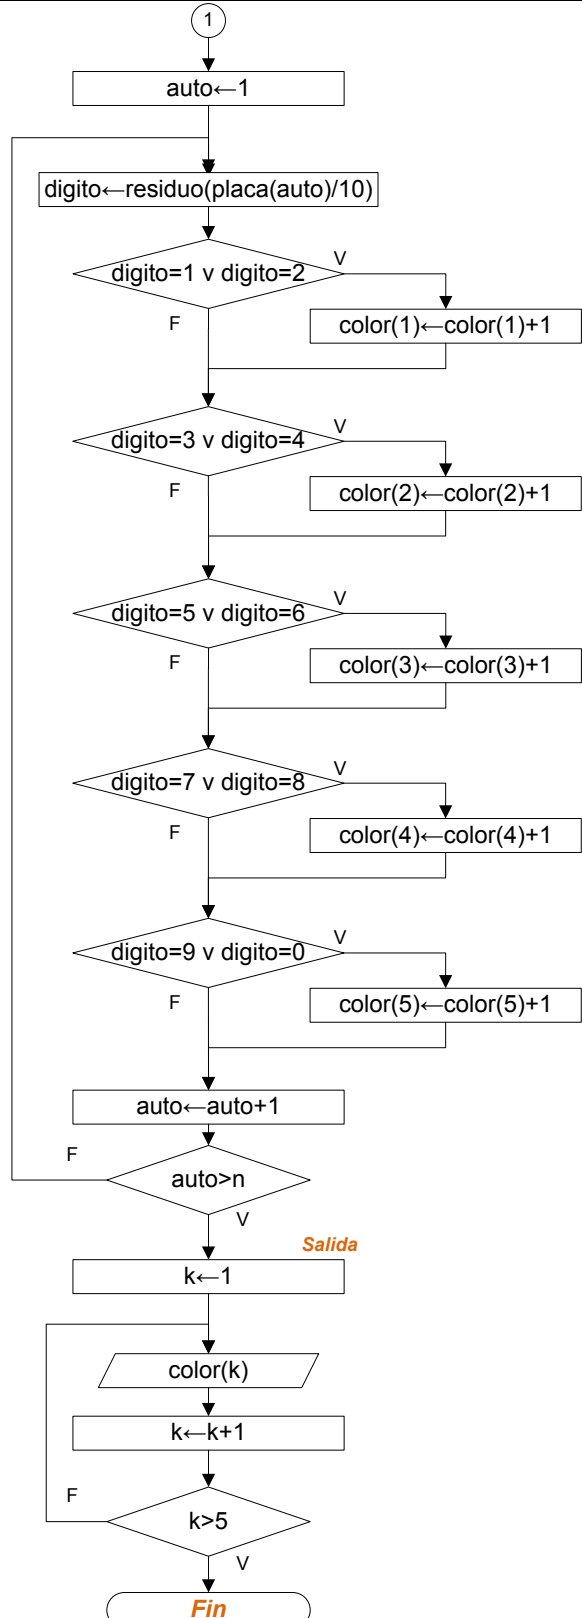 1
auto←1
digito←residuo(placa(auto)/10)
digito=1 v digito=2
V
F
color(1)←color(1)+1
digito=3 v digito=4
V
F
color(2)←color(2)+1
digito=5 v digito=6
V
F
color(3)←color(3)+1
digito=7 v digito=8
V
F
color(4)←color(4)+1
digito=9 v digito=0
V
F
color(5)←color(5)+1
auto←auto+1
F
auto>n
V
Salida
k←1
color(k)
k←k+1
F
k>5
V
Fin